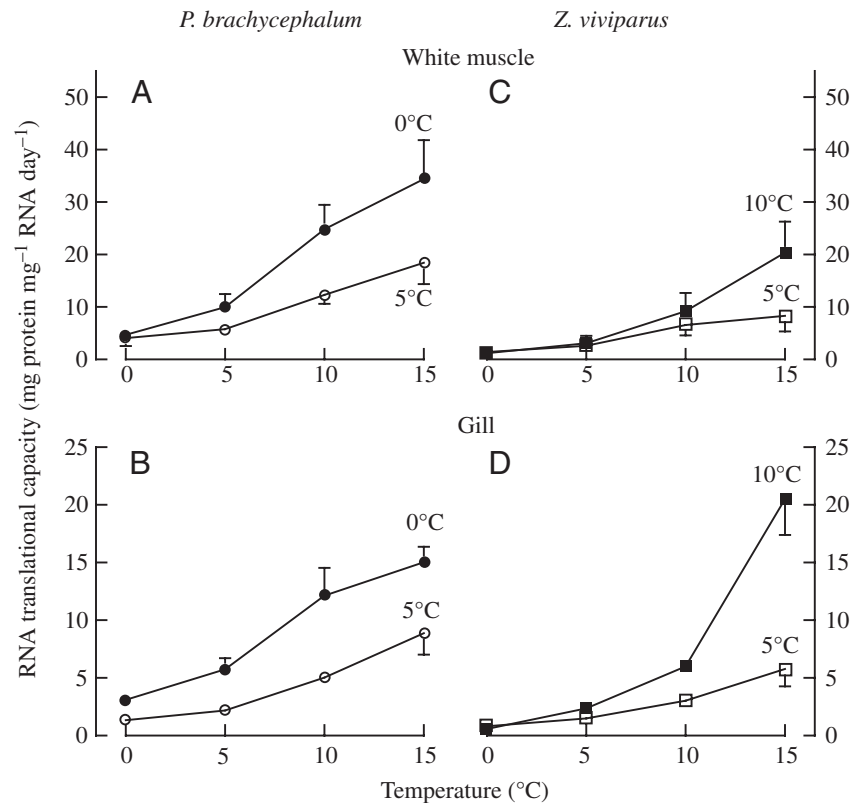 P. brachycephalum Z. viviparus
White muscle
RNA translational capacity (mg protein mg⁻¹ RNA day⁻¹)
A
50
40
30
20
10
0
0°C
5°C
0 5 10 15
C
50
40
30
20
10
0
10°C
5°C
0 5 10 15
Gill
B
25
20
15
10
5
0
0°C
5°C
0 5 10 15
D
25
20
15
10
5
0
10°C
5°C
0 5 10 15
Temperature (°C)